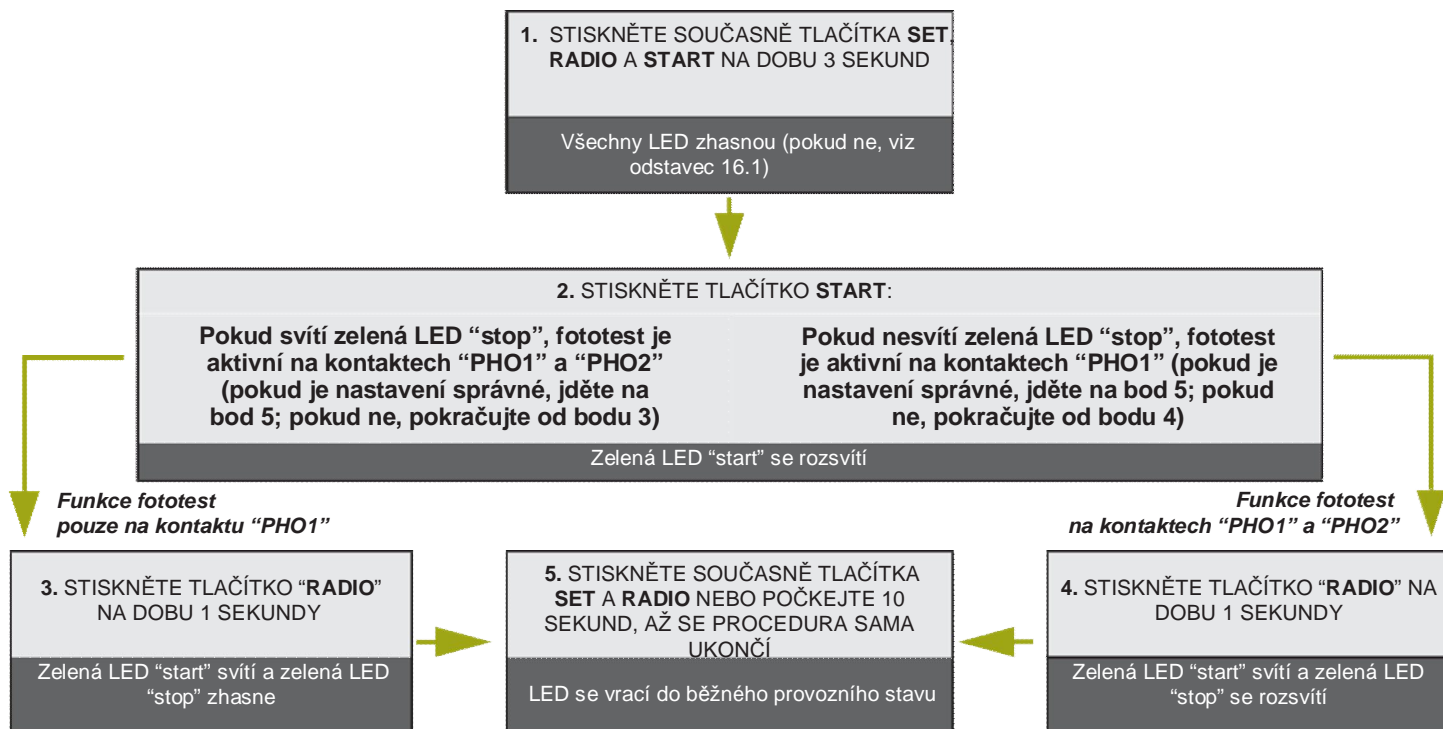 1. STISKNĚTE SOUČASNĚ TLAČÍTKA SET,
RADIO A START NA DOBU 3 SEKUND
Všechny LED zhasnou (pokud ne, viz
odstavec 16.1)
2. STISKNĚTE TLAČÍTKO START:
Pokud svítí zelená LED “stop”, fototest je
aktivní na kontaktech “PHO1” a “PHO2”
(pokud je nastavení správné, jděte na
bod 5; pokud ne, pokračujte od bodu 3)
Pokud nesvítí zelená LED “stop”, fototest
je aktivní na kontaktech “PHO1” (pokud je
nastavení správné, jděte na bod 5; pokud
ne, pokračujte od bodu 4)
Zelená LED “start” se rozsvítí
Funkce fototest
pouze na kontaktu “PHO1”
Funkce fototest
na kontaktech “PHO1” a “PHO2”
3. STISKNĚTE TLAČÍTKO “RADIO”
NA DOBU 1 SEKUNDY
Zelená LED “start” svítí a zelená LED
“stop” zhasne
5. STISKNĚTE SOUČASNĚ TLAČÍTKA
SET A RADIO NEBO POČKEJTE 10
SEKUND, AŽ SE PROCEDURA SAMA
UKONČÍ
LED se vrací do běžného provozního stavu
4. STISKNĚTE TLAČÍTKO “RADIO” NA
DOBU 1 SEKUNDY
Zelená LED “start” svítí a zelená LED
“stop” se rozsvítí